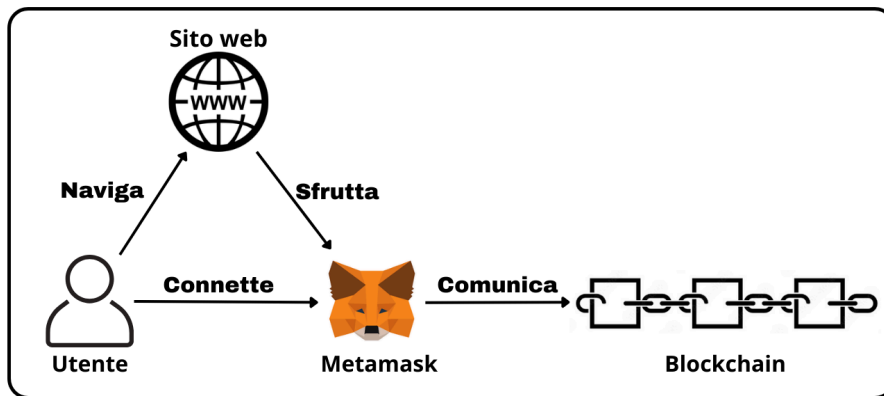 Sito web
WWW
Naviga
Sfrutta
Connette
Comunica
Utente
Metamask
Blockchain